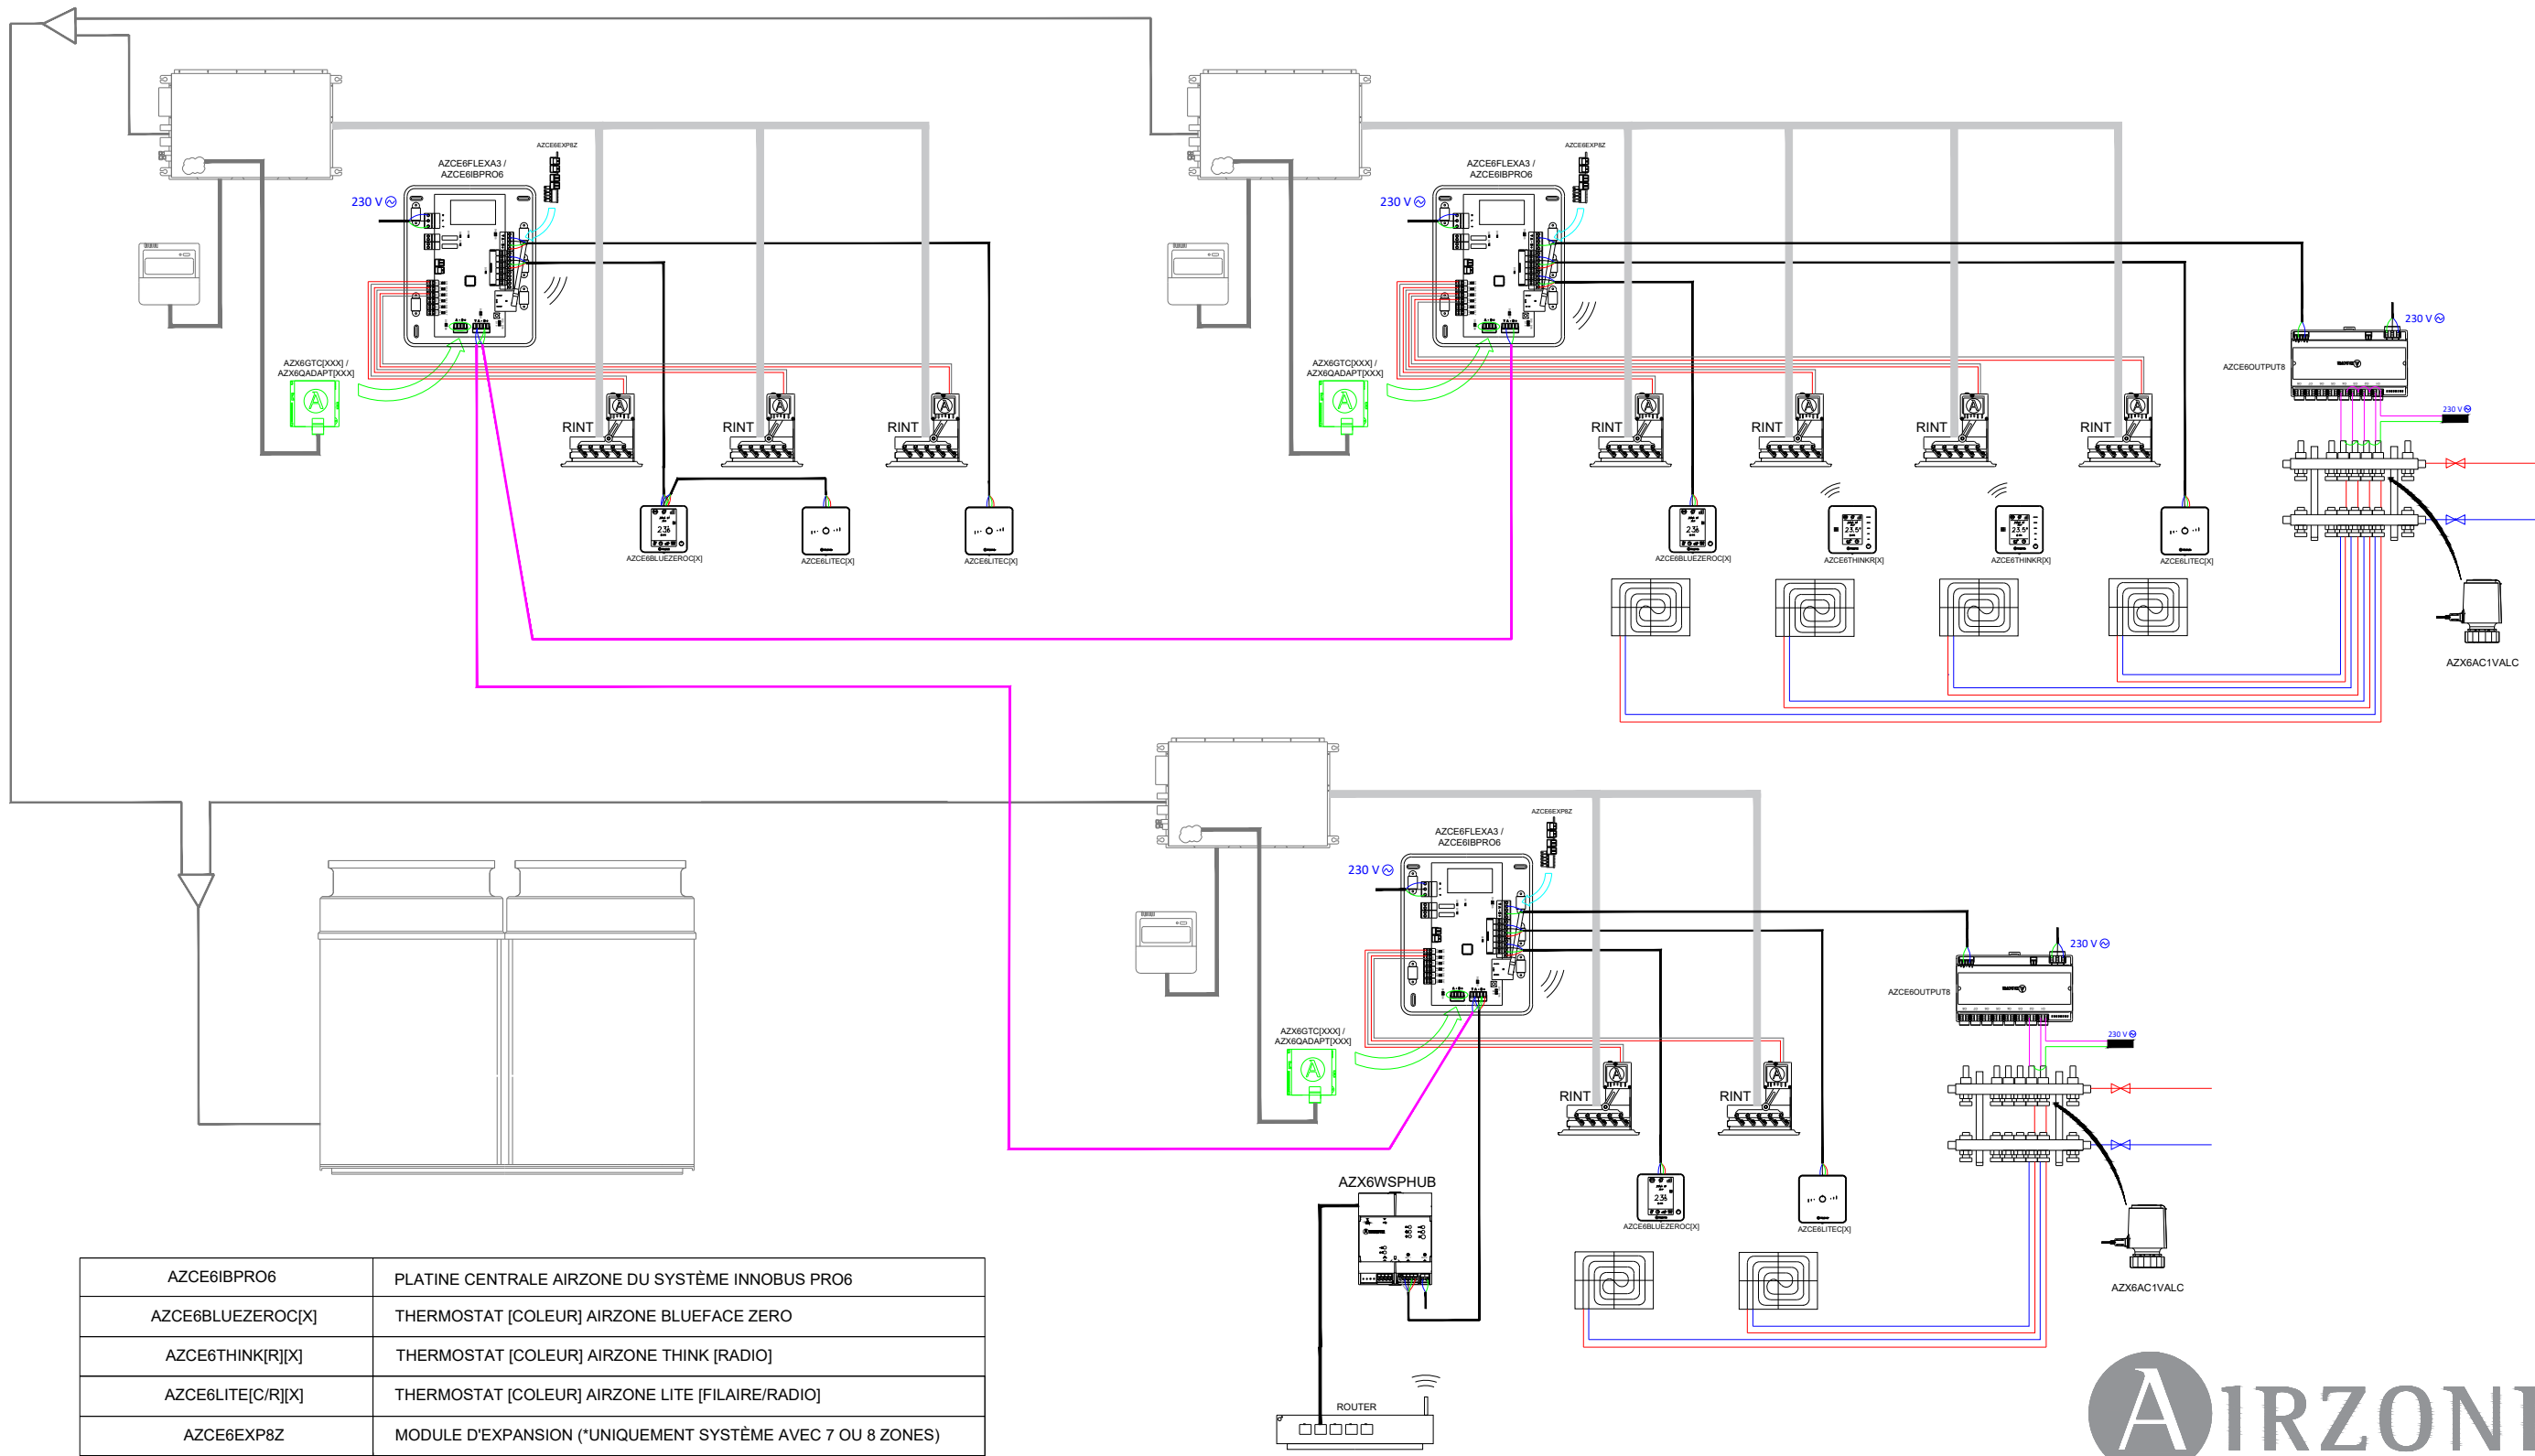 AZCE6EXP8Z
AZCE6FLEXA3 /
AZCE6IBPRO6
230 V
AZX6GTC[XXX] /
AZX6QADAPT[XXX]
RINT
RINT
RINT
AZCE6BLUEZEROC[X]
AZCE6LITEC[X]
AZCE6LITEC[X]
AZCE6EXP8Z
AZCE6FLEXA3 /
AZCE6IBPRO6
230 V
AZX6GTC[XXX] /
AZX6QADAPT[XXX]
RINT
RINT
RINT
RINT
AZCE6BLUEZEROC[X]
AZCE6THINKR[X]
AZCE6THINKR[X]
AZCE6LITEC[X]
230 V
AZCE6OUTPUT8
230 V
AZX6AC1VALC
AZCE6EXP8Z
AZCE6FLEXA3 /
AZCE6IBPRO6
230 V
AZX6GTC[XXX] /
AZX6QADAPT[XXX]
RINT
RINT
AZCE6BLUEZEROC[X]
AZCE6LITEC[X]
230 V
AZCE6OUTPUT8
230 V
AZX6AC1VALC
AZX6WSPHUB
ROUTER
AZCE6IBPRO6 PLATINE CENTRALE AIRZONE DU SYSTÈME INNOBUS PRO6
AZCE6BLUEZEROC[X] THERMOSTAT [COLEUR] AIRZONE BLUEFACE ZERO
AZCE6THINK[R][X] THERMOSTAT [COLEUR] AIRZONE THINK [RADIO]
AZCE6LITE[C/R][X] THERMOSTAT [COLEUR] AIRZONE LITE [FILAIRE/RADIO]
AZCE6EXP8Z MODULE D'EXPANSION (*UNIQUEMENT SYSTÈME AVEC 7 OU 8 ZONES)
AIRZONE